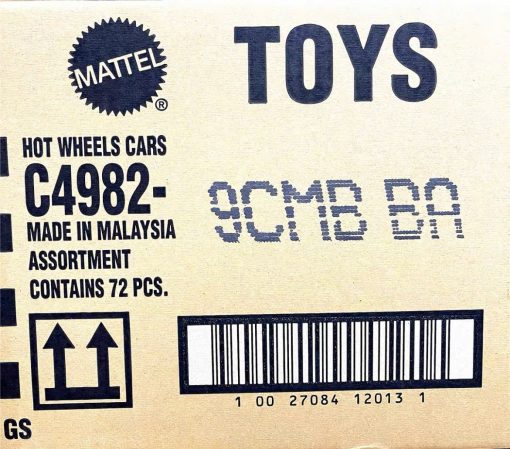 MATTEL
®
TOYS
HOT WHEELS CARS
C4982-
MADE IN MALAYSIA
ASSORTMENT
CONTAINS 72 PCS.
9CMB BA
1 00 27084 12013 1
GS